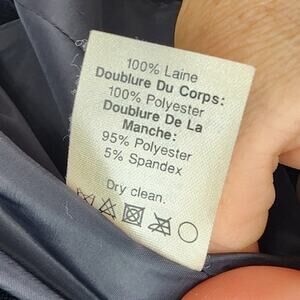 100% Laine
Doublure Du Corps:
100% Polyester
Doublure De La
Manche:
95% Polyester
5% Spandex
Dry clean.